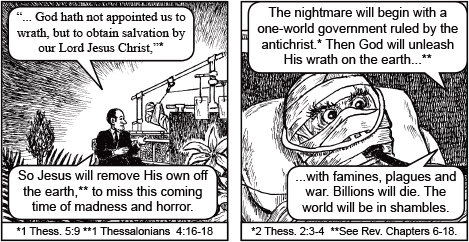 “... God hath not appointed us to
wrath, but to obtain salvation by
our Lord Jesus Christ,”*
So Jesus will remove His own off
the earth,** to miss this coming
time of madness and horror.
*1 Thess. 5:9 **1 Thessalonians 4:16-18
The nightmare will begin with a
one-world government ruled by the
antichrist.* Then God will unleash
His wrath on the earth...**
...with famines, plagues and
war. Billions will die. The
world will be in shambles.
*2 Thess. 2:3-4 **See Rev. Chapters 6-18.